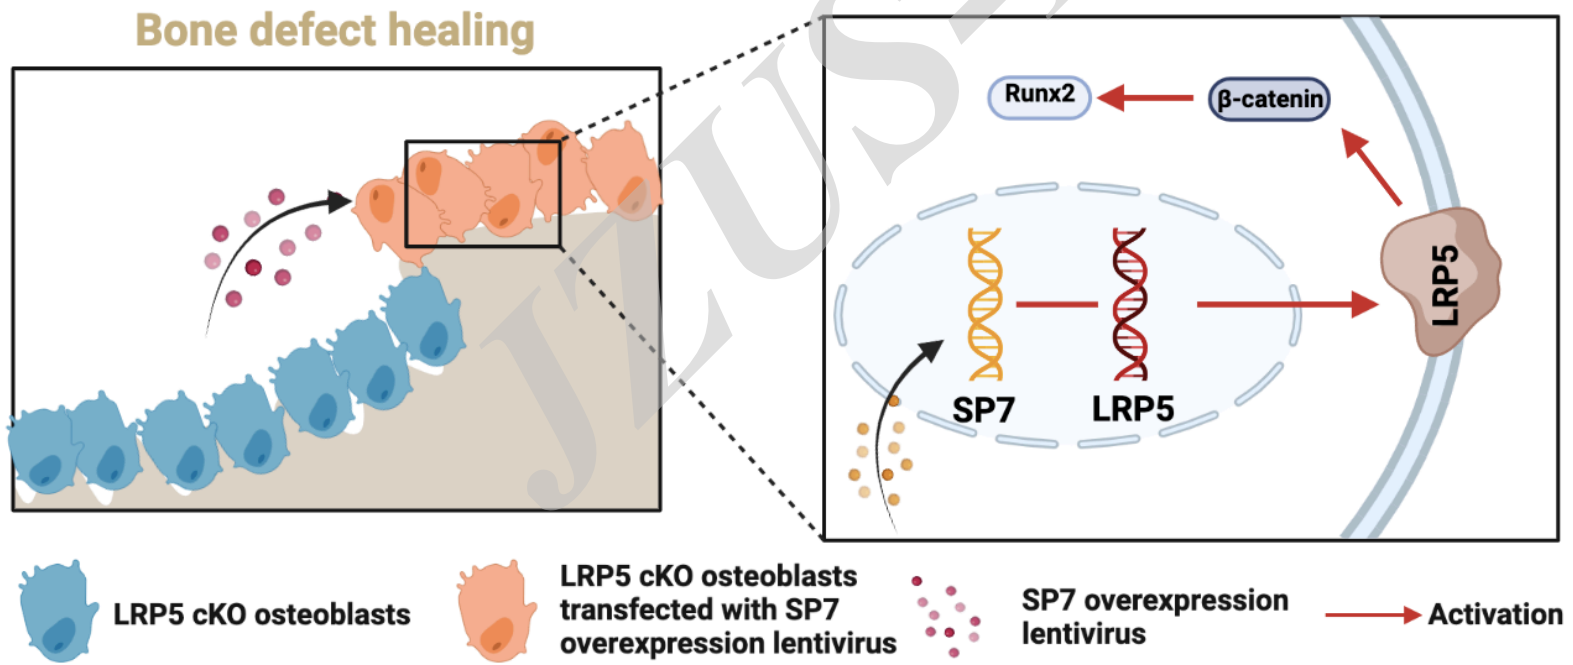 Bone defect healing
Runx2
β-catenin
LRP5
SP7
LRP5
JZUS-
LRP5 cKO osteoblasts
LRP5 cKO osteoblasts
transfected with SP7
overexpression lentivirus
SP7 overexpression
lentivirus
Activation